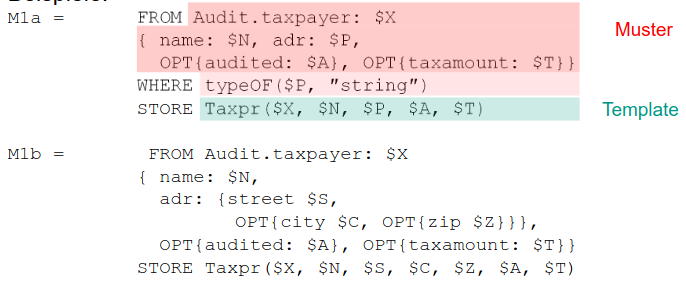 M1a = FROM Audit.taxpayer: $X
Muster
{ name: $N, adr: $P,
OPT{audited: $A}, OPT{taxamount: $T}}
WHERE typeOF($P, "string")
STORE Taxpr($X, $N, $P, $A, $T)
Template
M1b = FROM Audit.taxpayer: $X
{ name: $N,
adr: {street $S,
OPT{city $C, OPT{zip $Z}}},
OPT{audited: $A}, OPT{taxamount: $T}}
STORE Taxpr($X, $N, $S, $C, $Z, $A, $T)